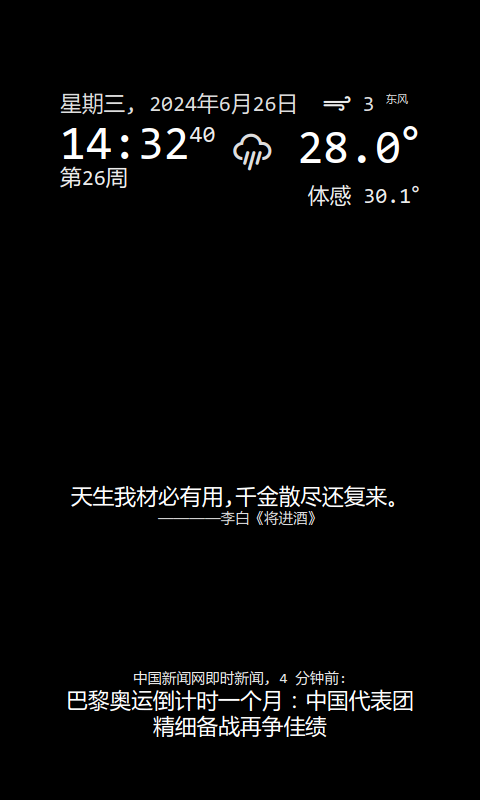 星期三, 2024年6月26日
3 东风
14:32 40
28.0°
第26周
体感 30.1°
天生我材必有用,千金散尽还复来。
————李白《将进酒》
中国新闻网即时新闻, 4 分钟前:
巴黎奥运倒计时一个月：中国代表团
精细备战再争佳绩